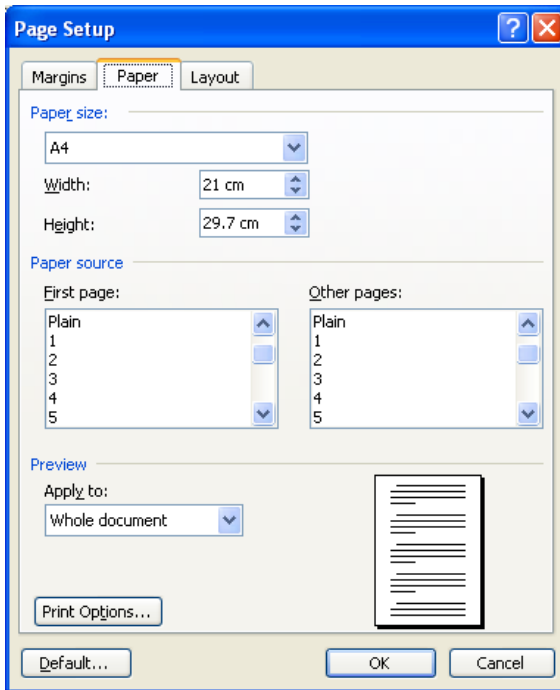 Page Setup
Margins Paper Layout
Paper size:
A4
Width: 21 cm
Height: 29.7 cm
Paper source
First page: Other pages:
Plain Plain
1 1
2 2
3 3
4 4
5 5
Preview
Apply to:
Whole document
Print Options...
Default... OK Cancel